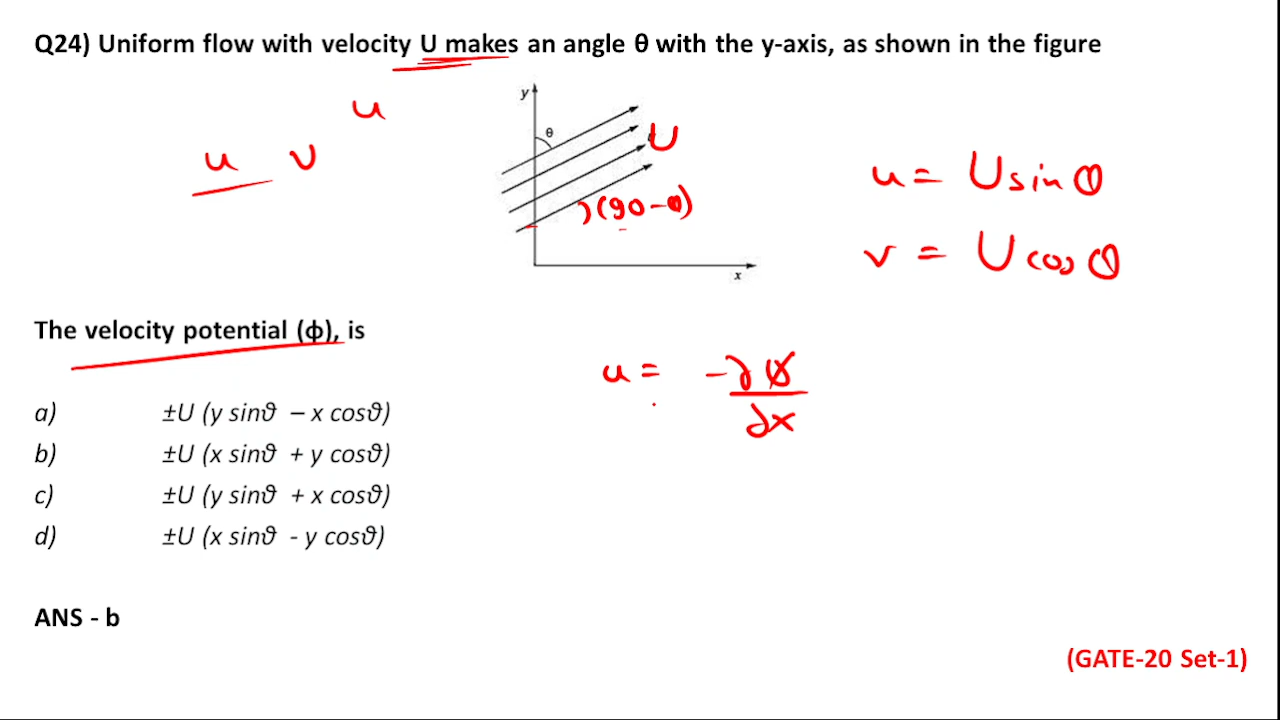 Q24) Uniform flow with velocity U makes an angle θ with the y-axis, as shown in the figure
y
θ
u
U
u v
(90-θ)
u = U sin θ
v = U cos θ
x
The velocity potential (ϕ), is
u = -∂ϕ
∂x
a) ±U (y sinϑ – x cosϑ)
b) ±U (x sinϑ + y cosϑ)
c) ±U (y sinϑ + x cosϑ)
d) ±U (x sinϑ - y cosϑ)
ANS - b
(GATE-20 Set-1)